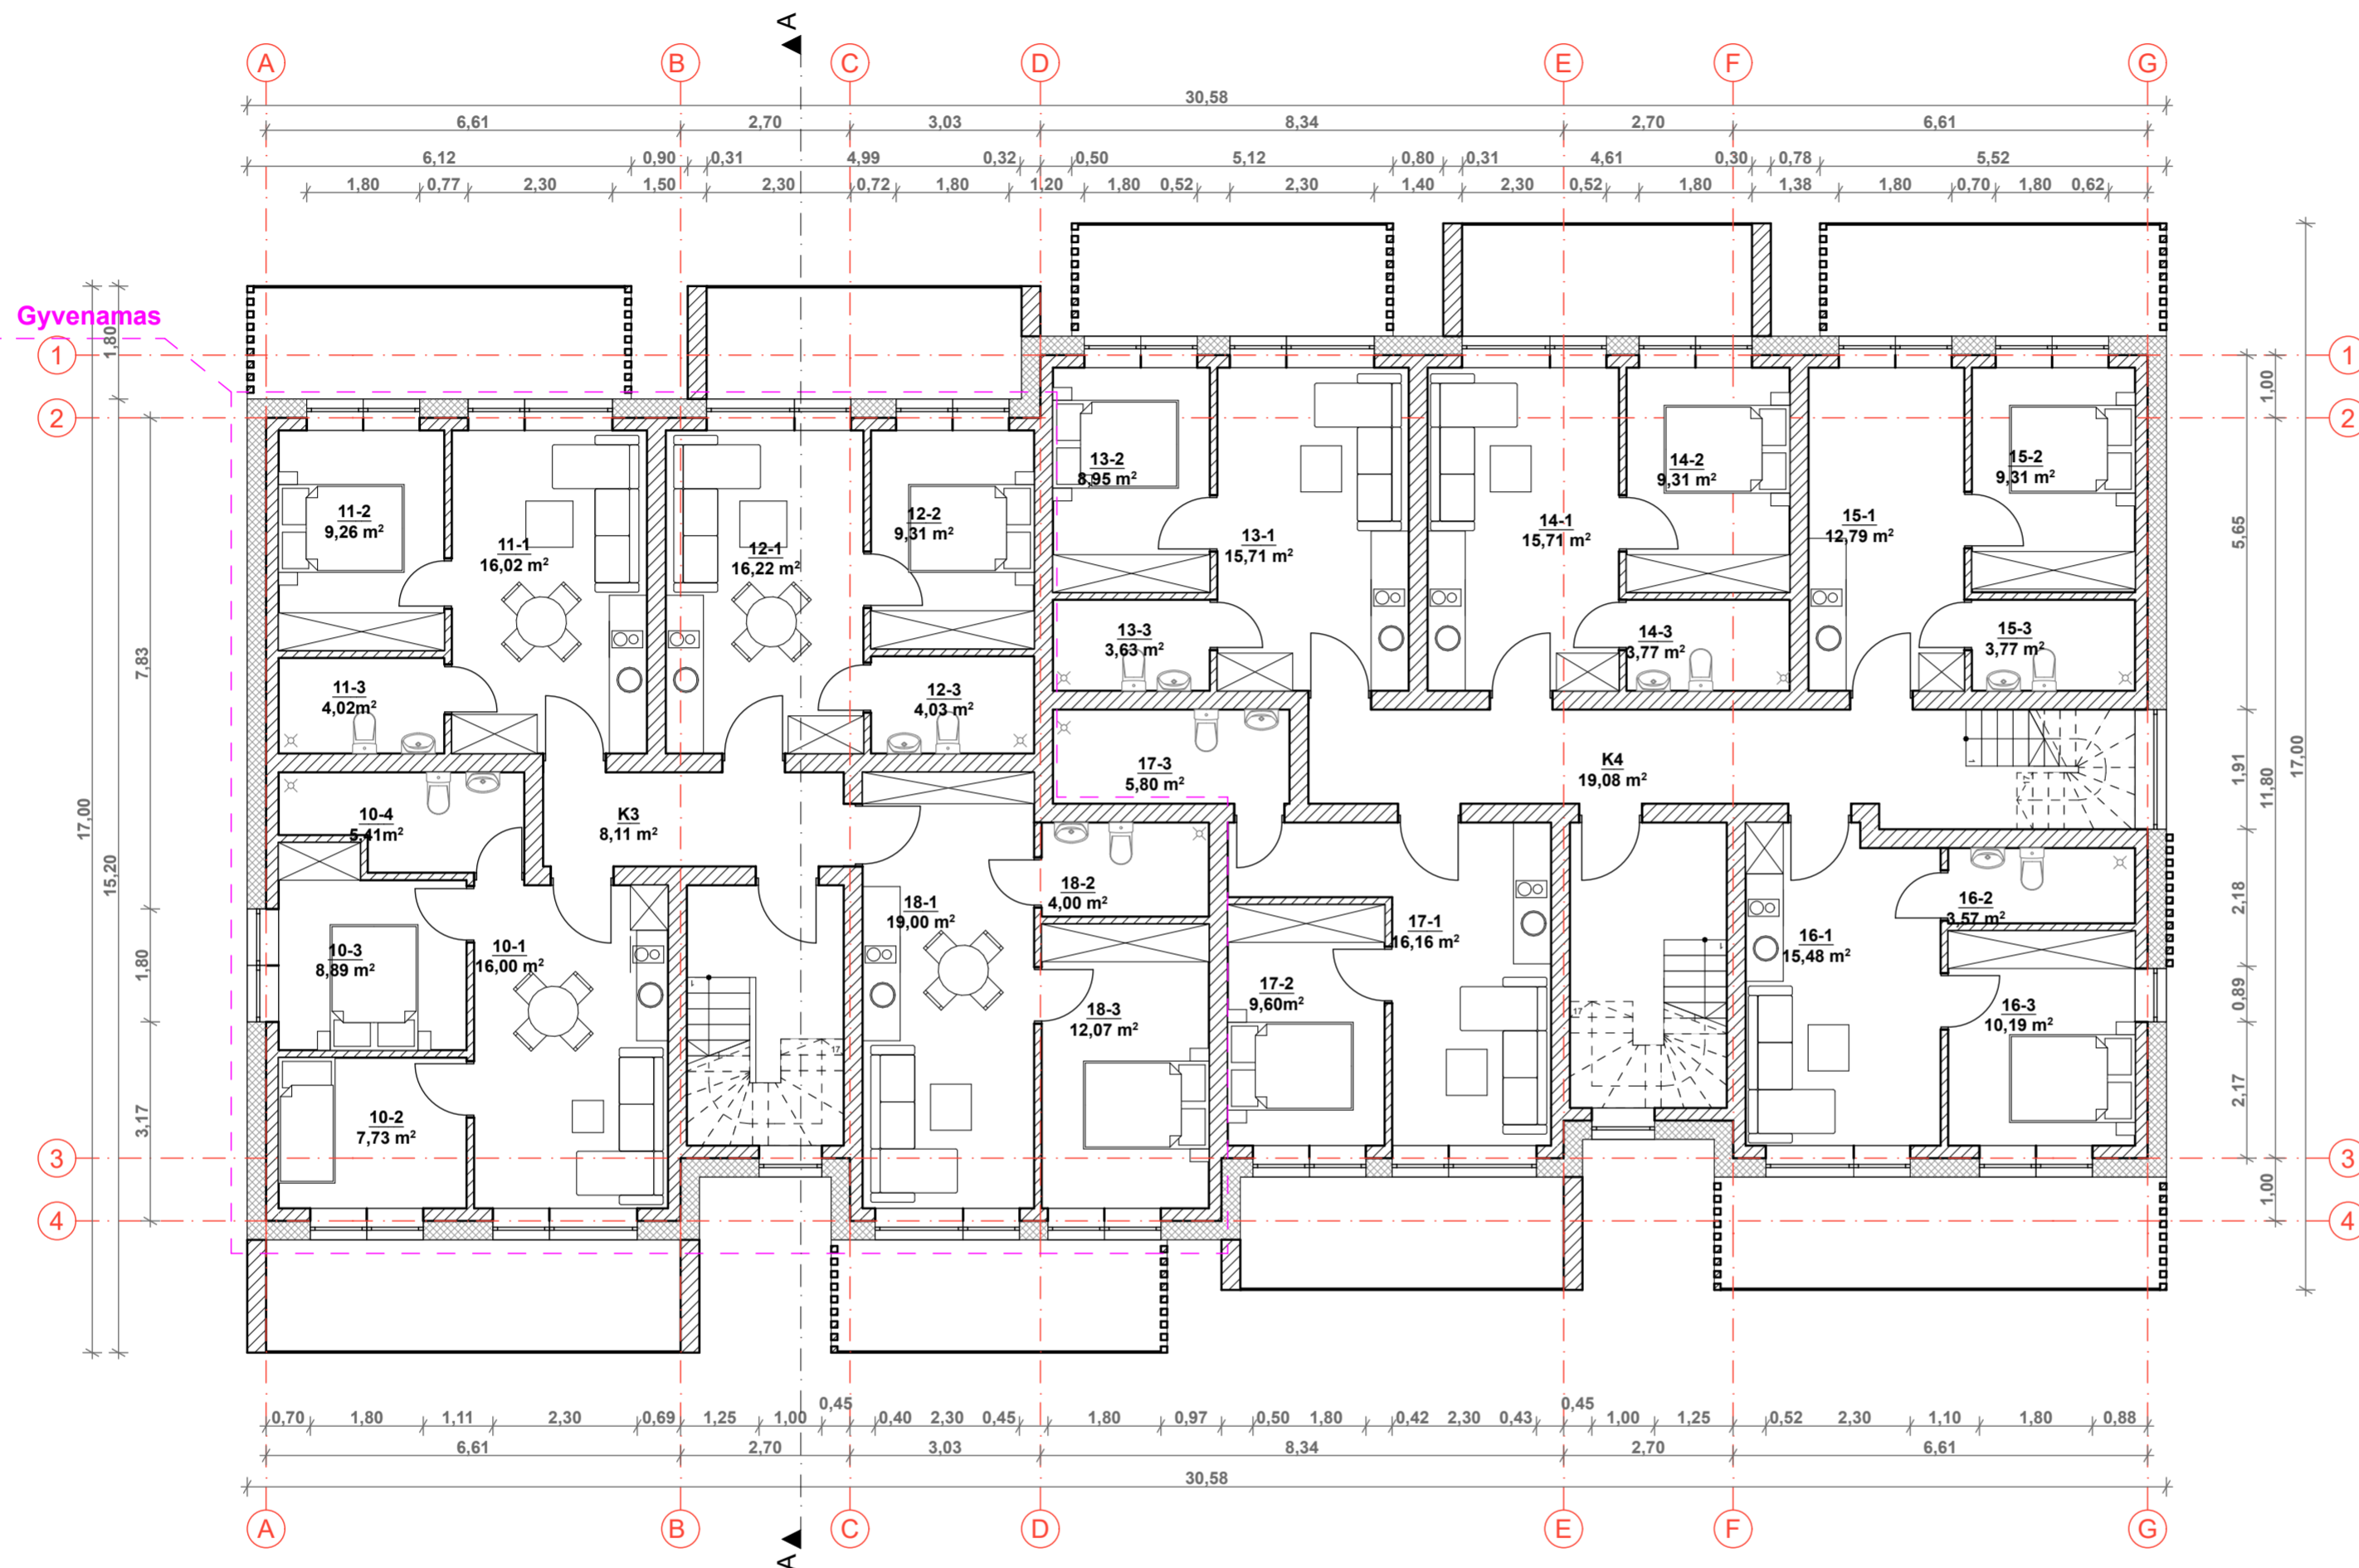 A
A B C D E F G
30,58
6,61 2,70 3,03 8,34 2,70 6,61
6,12 0,90 0,31 4,99 0,32 0,50 5,12 0,80 0,31 4,61 0,30 0,78 5,52
1,80 0,77 2,30 1,50 2,30 0,72 1,80 1,20 1,80 0,52 2,30 1,40 2,30 0,52 1,80 1,38 1,80 0,70 1,80 0,62
Gyvenamas
1,80
1 1
1,00
2 2
13-2
8,95 m²
14-2
9,31 m²
15-2
9,31 m²
11-2
9,26 m²
12-2
9,31 m²
11-1
16,02 m²
12-1
16,22 m²
13-1
15,71 m²
14-1
15,71 m²
15-1
12,79 m²
5,65
7,83
13-3
3,63 m²
14-3
3,77 m²
15-3
3,77 m²
11-3
4,02m²
12-3
4,03 m²
17-3
5,80 m²
K4
19,08 m²
1
17
1,91
11,80
17,00
17,00
15,20
10-4
5,41m²
K3
8,11 m²
18-2
4,00 m²
18-1
19,00 m²
17-1
16,16 m²
16-2
3,57 m²
2,18
10-3
8,89 m²
10-1
16,00 m²
16-1
15,48 m²
1,80
1
1
17-2
9,60m²
18-3
12,07 m²
16-3
10,19 m²
0,89
17
17
10-2
7,73 m²
3,17
2,17
3 3
1,00
4 4
0,70 1,80 1,11 2,30 0,69 1,25 1,00 0,45 0,40 2,30 0,45 1,80 0,97 0,50 1,80 0,42 2,30 0,43 0,45 1,00 1,25 0,52 2,30 1,10 1,80 0,88
6,61 2,70 3,03 8,34 2,70 6,61
30,58
A B C D E F G
A